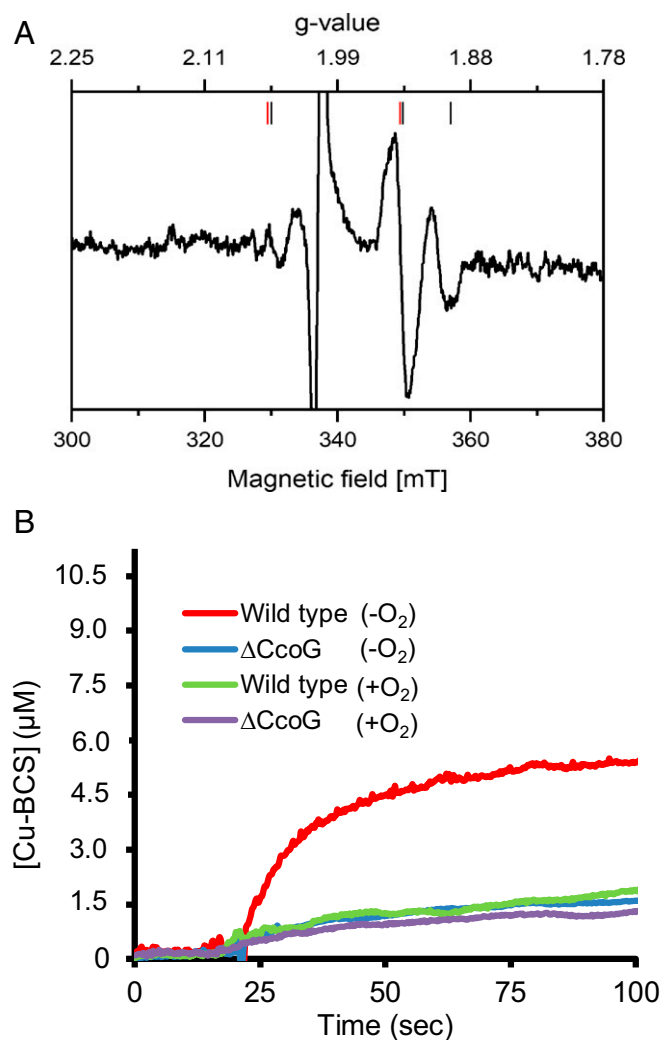 A
g-value
2.25 2.11 1.99 1.88 1.78
300 320 340 360 380
Magnetic field [mT]
B
10.5
9.0
7.5
6.0
4.5
3.0
1.5
0
Wild type (-O₂)
ΔCcoG (-O₂)
Wild type (+O₂)
ΔCcoG (+O₂)
[Cu-BCS] (µM)
0 25 50 75 100
Time (sec)